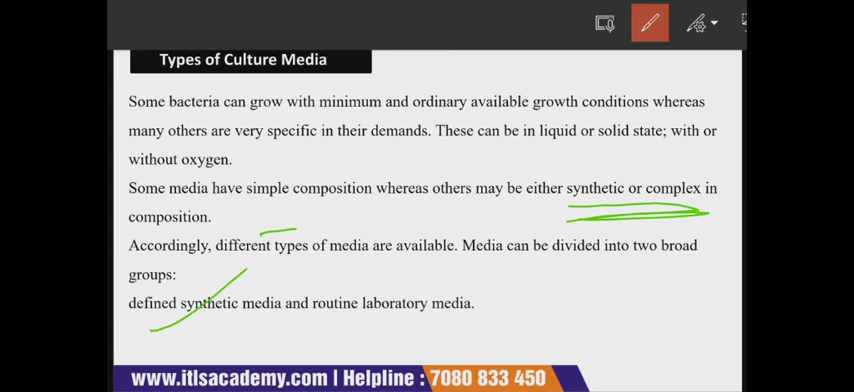 Types of Culture Media
Some bacteria can grow with minimum and ordinary available growth conditions whereas
many others are very specific in their demands. These can be in liquid or solid state; with or
without oxygen.
Some media have simple composition whereas others may be either synthetic or complex in
composition.
Accordingly, different types of media are available. Media can be divided into two broad
groups:
defined synthetic media and routine laboratory media.
www.itlsacademy.com | Helpline : 7080 833 450